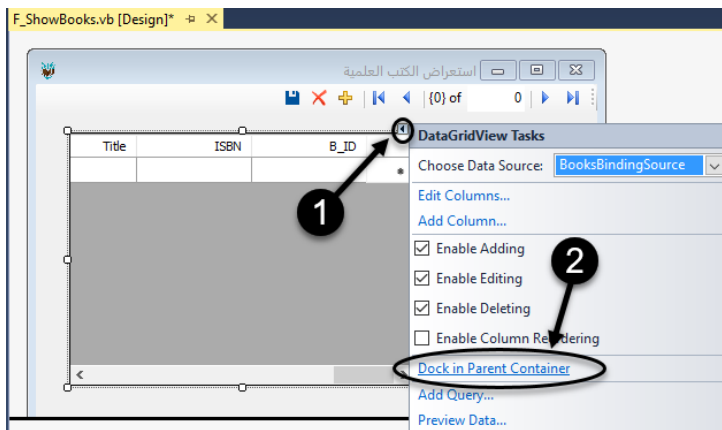 F_ShowBooks.vb [Design]*
استعراض الكتب العلمية
{0} of 0
Title ISBN B_ID
1
DataGridView Tasks
Choose Data Source: BooksBindingSource
Edit Columns...
Add Column...
Enable Adding
2
Enable Editing
Enable Deleting
Enable Column Reordering
Dock in Parent Container
Add Query...
Preview Data...